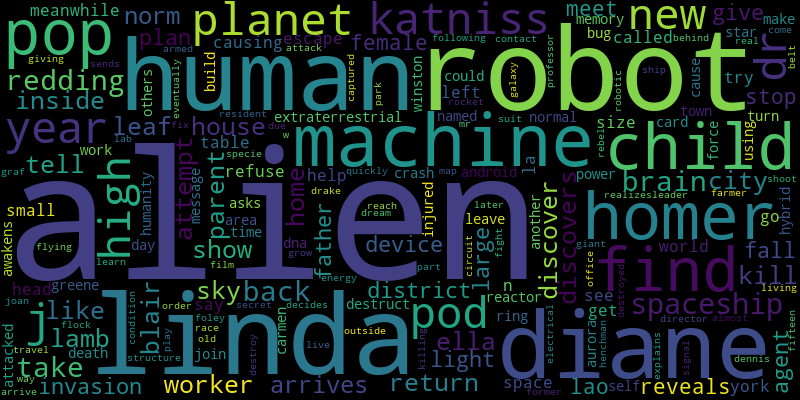 meanwhile
norm
planet
katniss
new
meet
give
memory
make
bug
come
pop
plan
causing
escape
female
called
star
real
behind
armed
attack
following
contact
professor
giving
eventually
sends
build
captured
human
robot
dr
redding
others
park
winston
could
left
cause
try
belt
inside
extraterrestrial
galaxy
ship
robotic
stop
year
leaf
house
machine
rocket
named
normal
size
town
turn
fix
resident
due
mr
suit
card
using
force
rebels
child
work
lab
table
w
la
tell
attempt
parent
refuse
home
help
quickly
crash
map
android
power
brain
city
graf
specie
message
humanity
high
asks
drake
reach
later
injured
leave
another
hybrid
realizes
leader
farmer
shoot
go
small
area
dna
dream
father
homer
awakens
flying
day
time
grow
alien
device
large
circuit
fight
discover
discovers
giant
office
world
fall
living
learn
show
film
energy
part
find
destroyed
kill
head
greene
sky
back
district
n
reactor
see
spaceship
joan
like
blair
secret
destruct
pod
electrical
get
director
almost
j
order
say
carmen
decides
linda
ring
diane
aurora
signal
fifteen
flock
condition
foley
outside
ella
henchman
explains
dennis
attacked
lamb
death
play
race
old
join
live
killing
light
agent
travel
take
way
structure
destroy
space
lao
self
york
arrive
invasion
worker
arrives
return
former
reveals